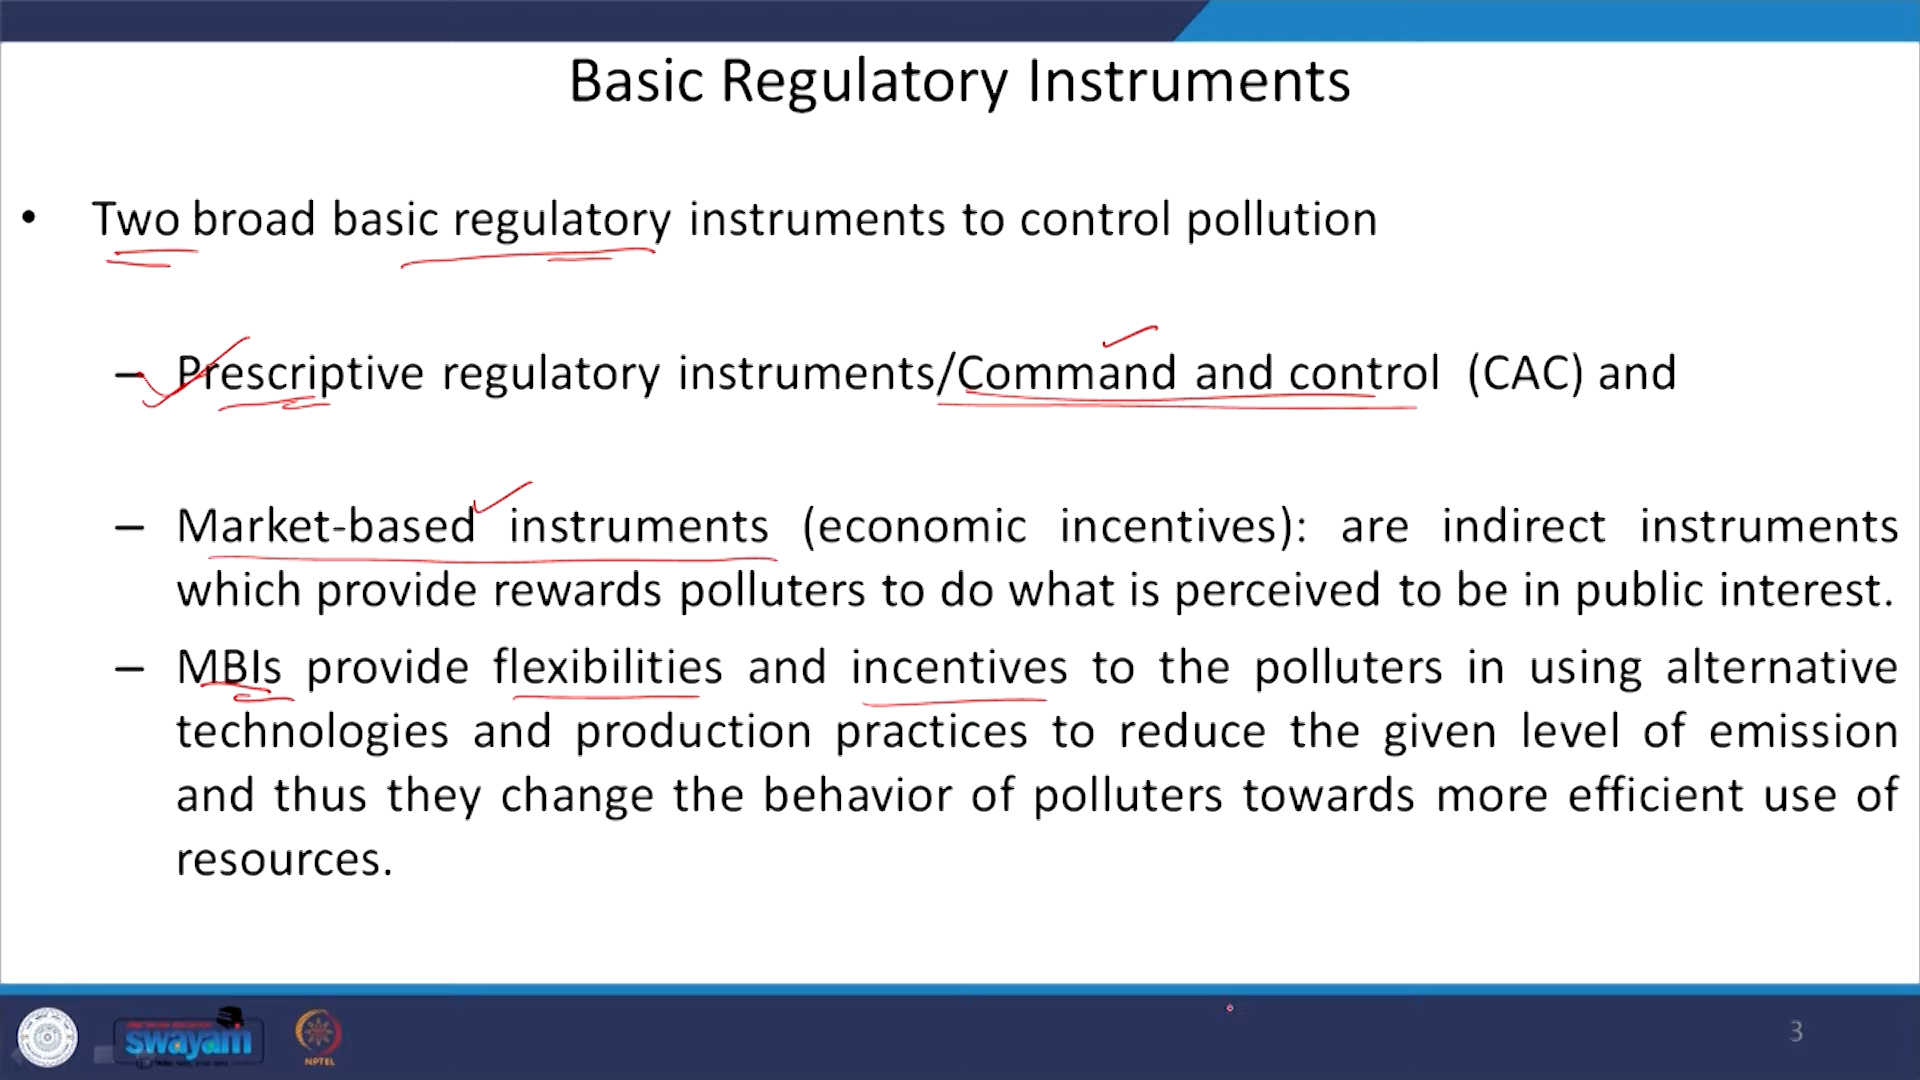 Basic Regulatory Instruments
• Two broad basic regulatory instruments to control pollution
– Prescriptive regulatory instruments/Command and control (CAC) and
– Market-based instruments (economic incentives): are indirect instruments
which provide rewards polluters to do what is perceived to be in public interest.
– MBIs provide flexibilities and incentives to the polluters in using alternative
technologies and production practices to reduce the given level of emission
and thus they change the behavior of polluters towards more efficient use of
resources.
swayam
NPTEL
3